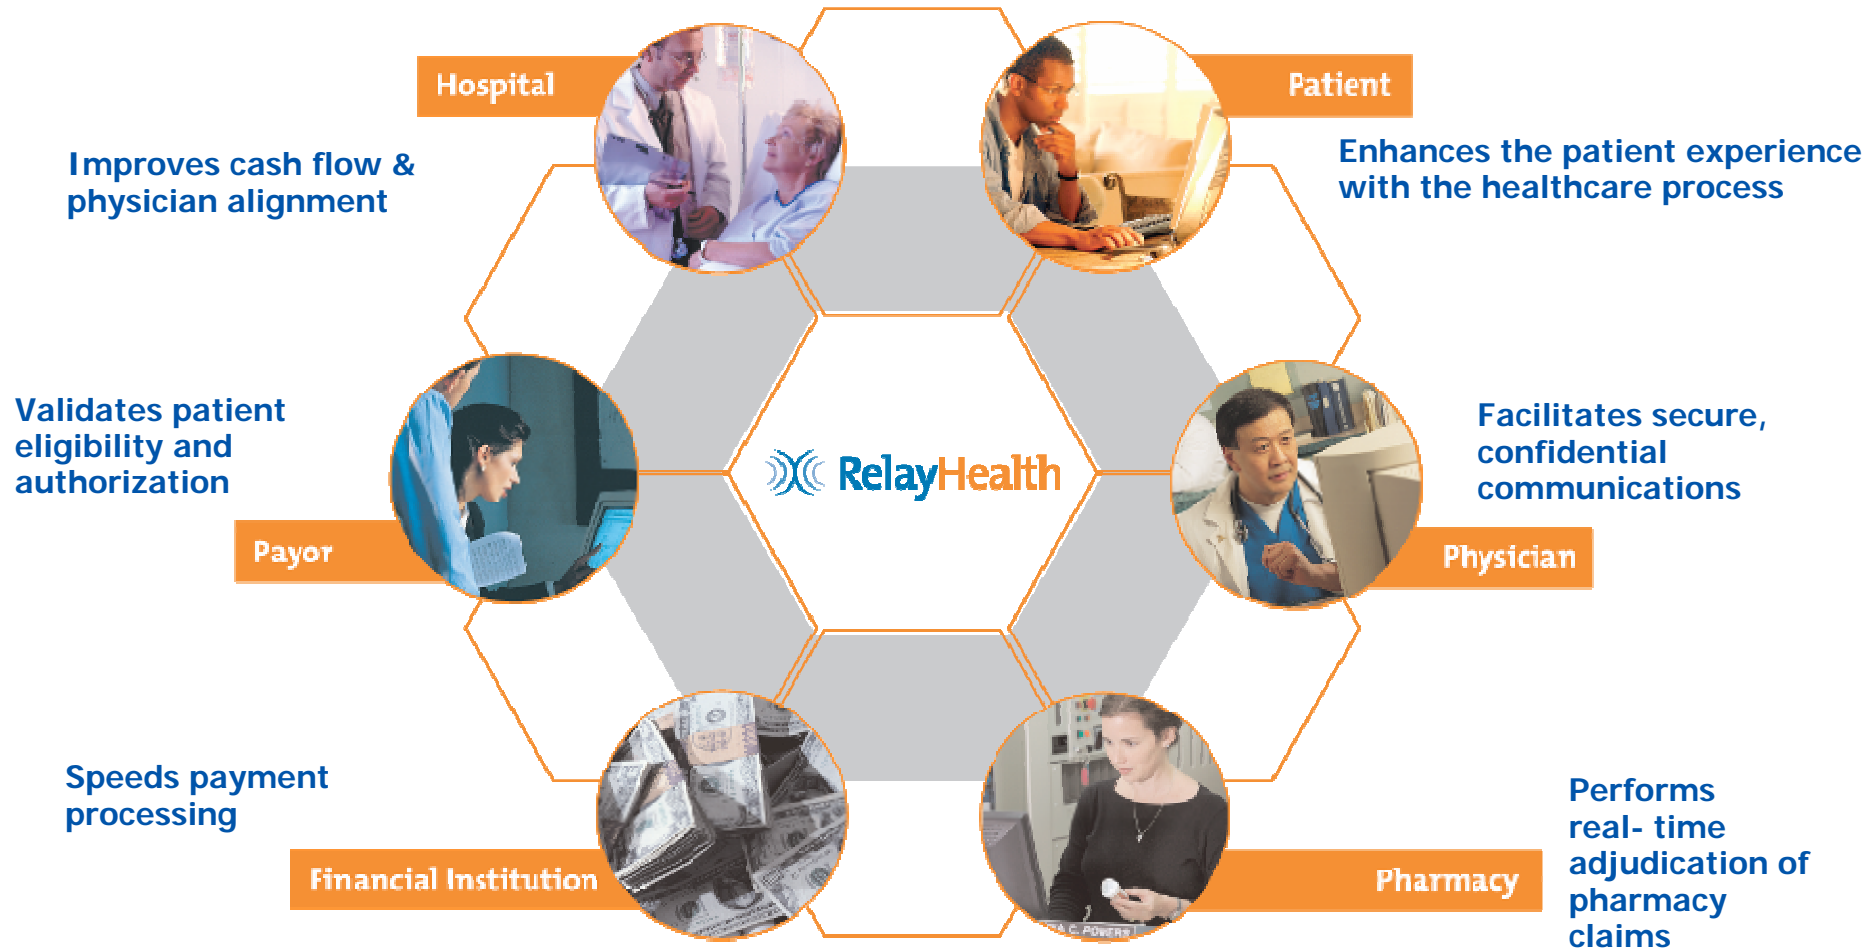 Hospital
Patient
Improves cash flow &
physician alignment
Enhances the patient experience
with the healthcare process
Validates patient
eligibility and
authorization
Payor
RelayHealth
Facilitates secure,
confidential
communications
Physician
Speeds payment
processing
Financial Institution
Performs
real- time
adjudication of
pharmacy
claims
Pharmacy
C. POWERS